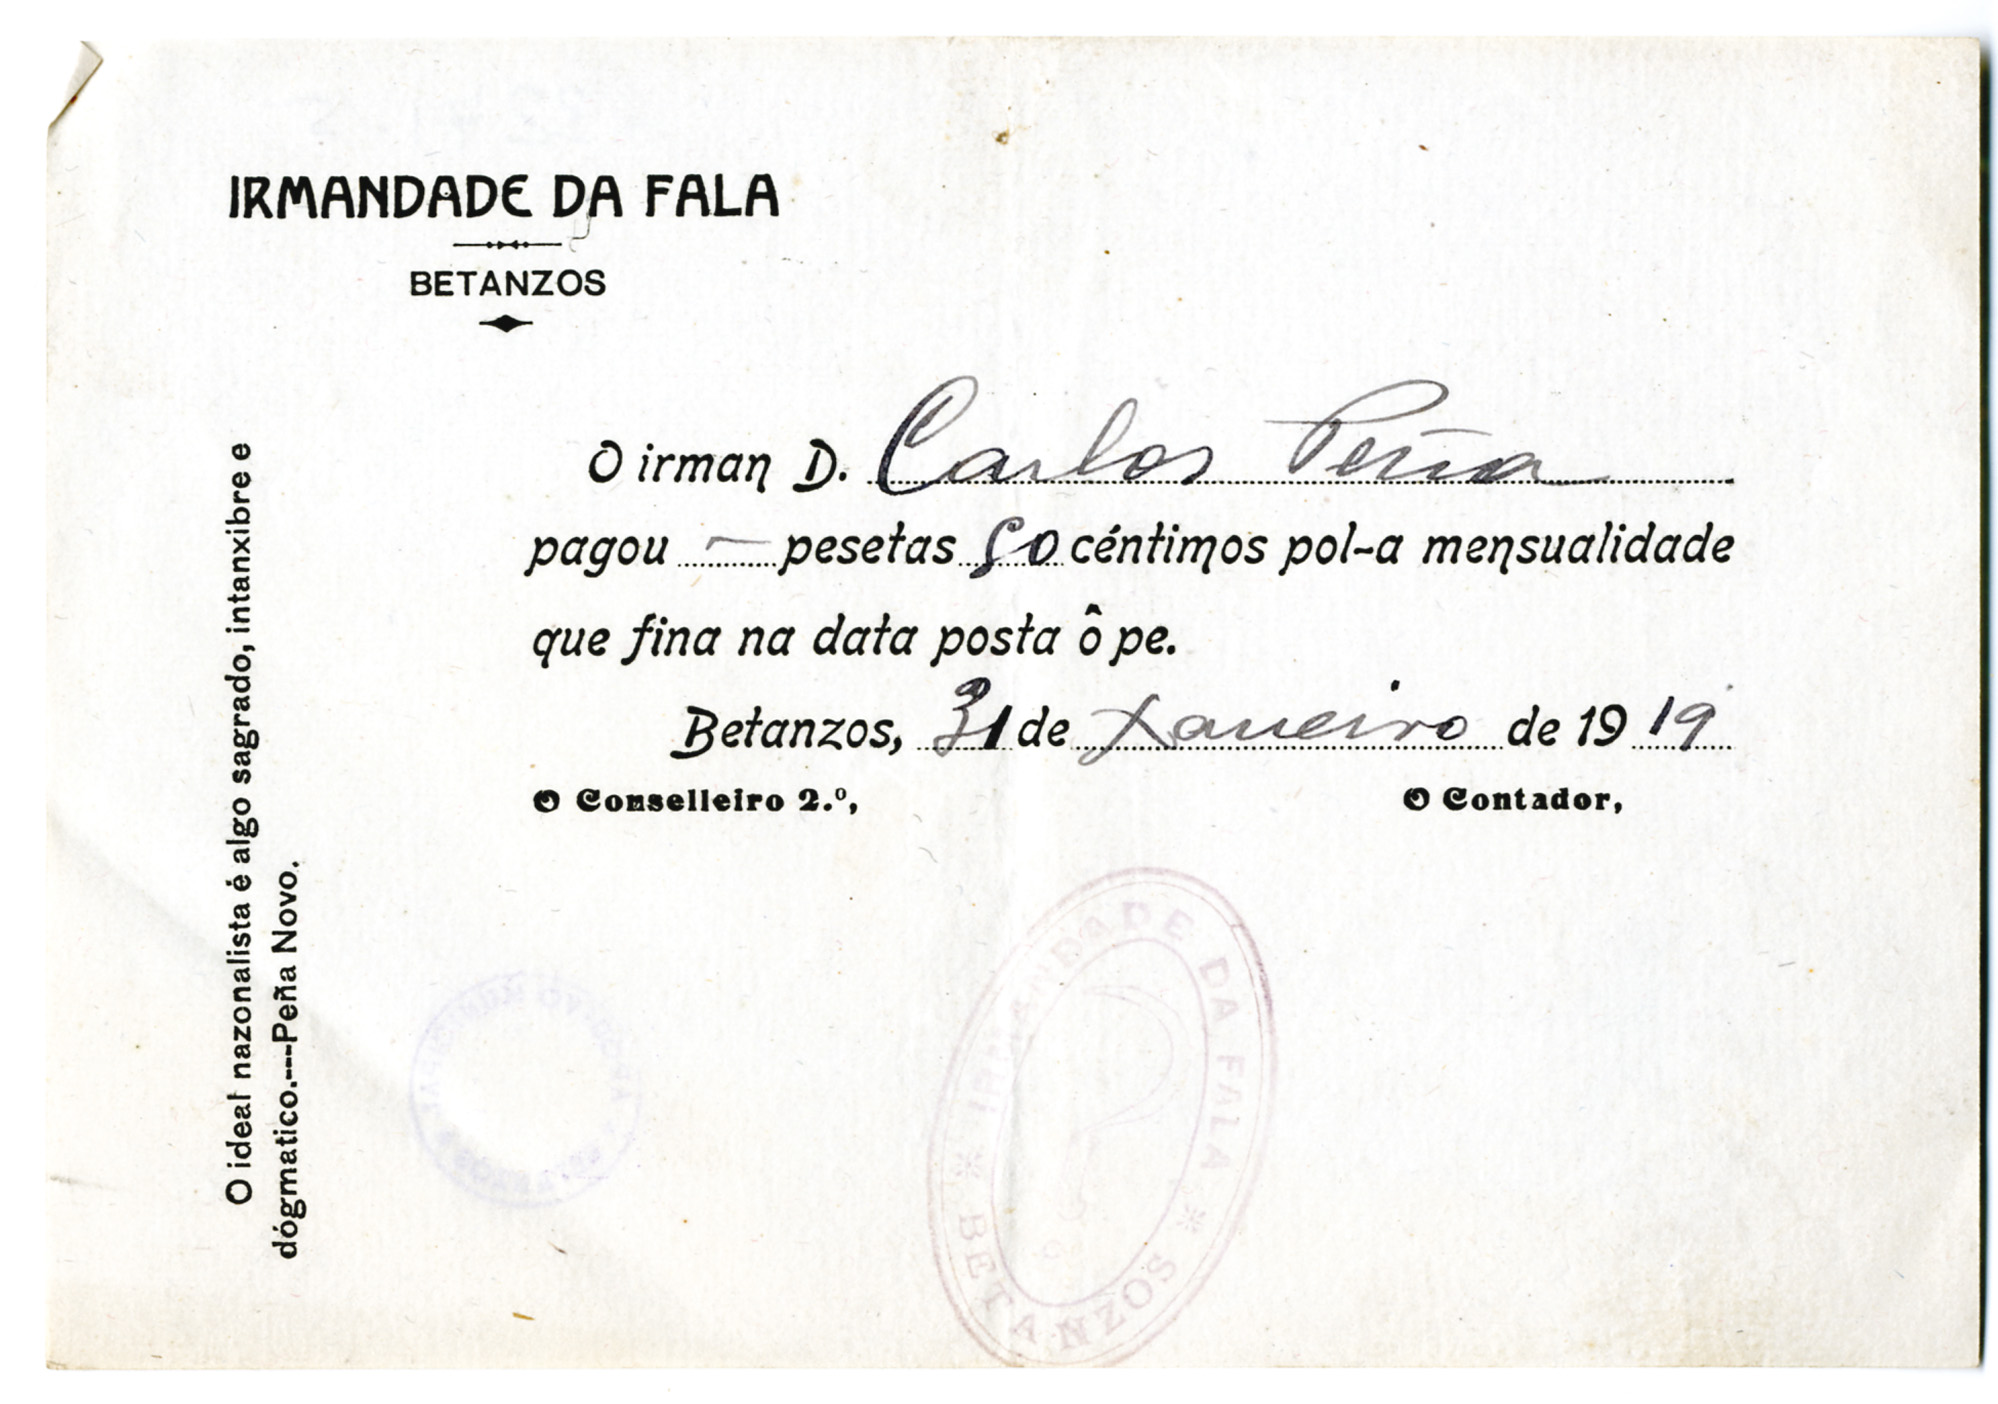 IRMANDADE DA FALA
BETANZOS
O irman D. Carlos Peña
pagou — pesetas 50 céntimos pol-a mensualidade
que fina na data posta ô pe.
Betanzos, 31 de Xaneiro de 1919
O Conselleiro 2.º,
O Contador,
O ideal nazonalista é algo sagrado, intanxibre e
dógmatico.---Peña Novo.
IRMANDADE DA FALA
* BETANZOS *
ARCHIVO MUNICIPAL